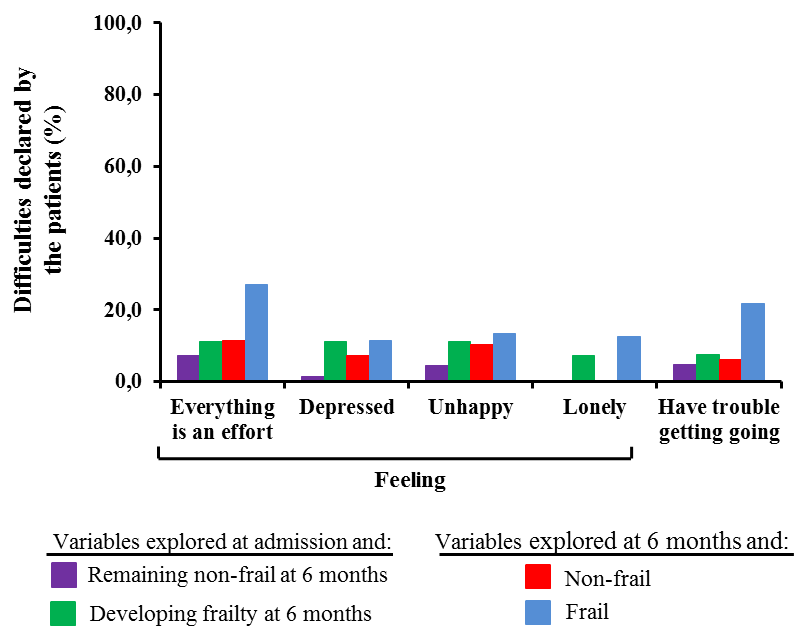 Difficulties declared by
the patients (%)
100,0
80,0
60,0
40,0
20,0
0,0
Everything
is an effort
Depressed
Unhappy
Lonely
Have trouble
getting going
Feeling
Variables explored at admission and:
Remaining non-frail at 6 months
Developing frailty at 6 months
Variables explored at 6 months and:
Non-frail
Frail